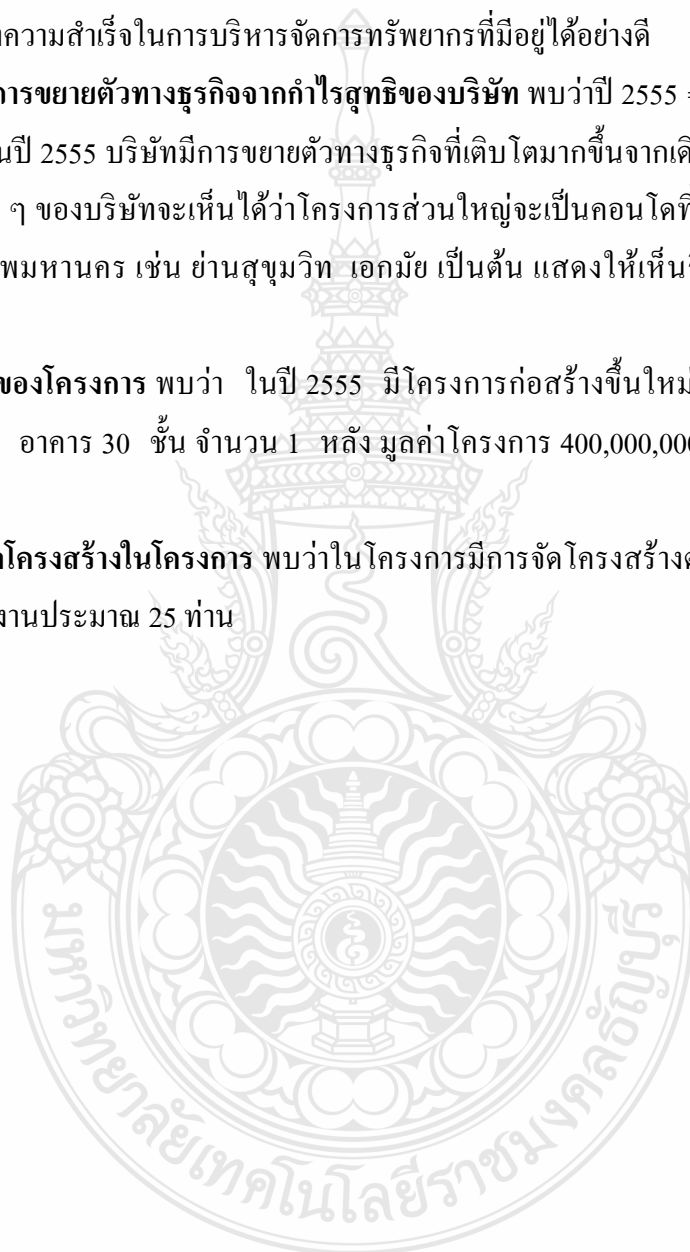 งความสำเร็จในการบริหารจัดการทรัพยากรที่มีอยู่ได้อย่างดี
การขยายตัวทางธุรกิจจากกำไรสุทธิของบริษัท พบว่าปี 2555 =
นปี 2555 บริษัทมีการขยายตัวทางธุรกิจที่เติบโตมากขึ้นจากเดิ
ๆ ของบริษัทจะเห็นได้ว่าโครงการส่วนใหญ่จะเป็นคอนโดที่
พมหานคร เช่น ย่านสุขุมวิท เอกมัย เป็นต้น แสดงให้เห็น
ของโครงการ พบว่า ในปี 2555 มีโครงการก่อสร้างขึ้นใหม่
อาคาร 30 ชั้น จำนวน 1 หลัง มูลค่าโครงการ 400,000,000
โครงสร้างในโครงการ พบว่าในโครงการมีการจัดโครงสร้าง
งานประมาณ 25 ท่าน
มหาวิทยาลัยเทคโนโลยีราชมงคลธัญบุรี